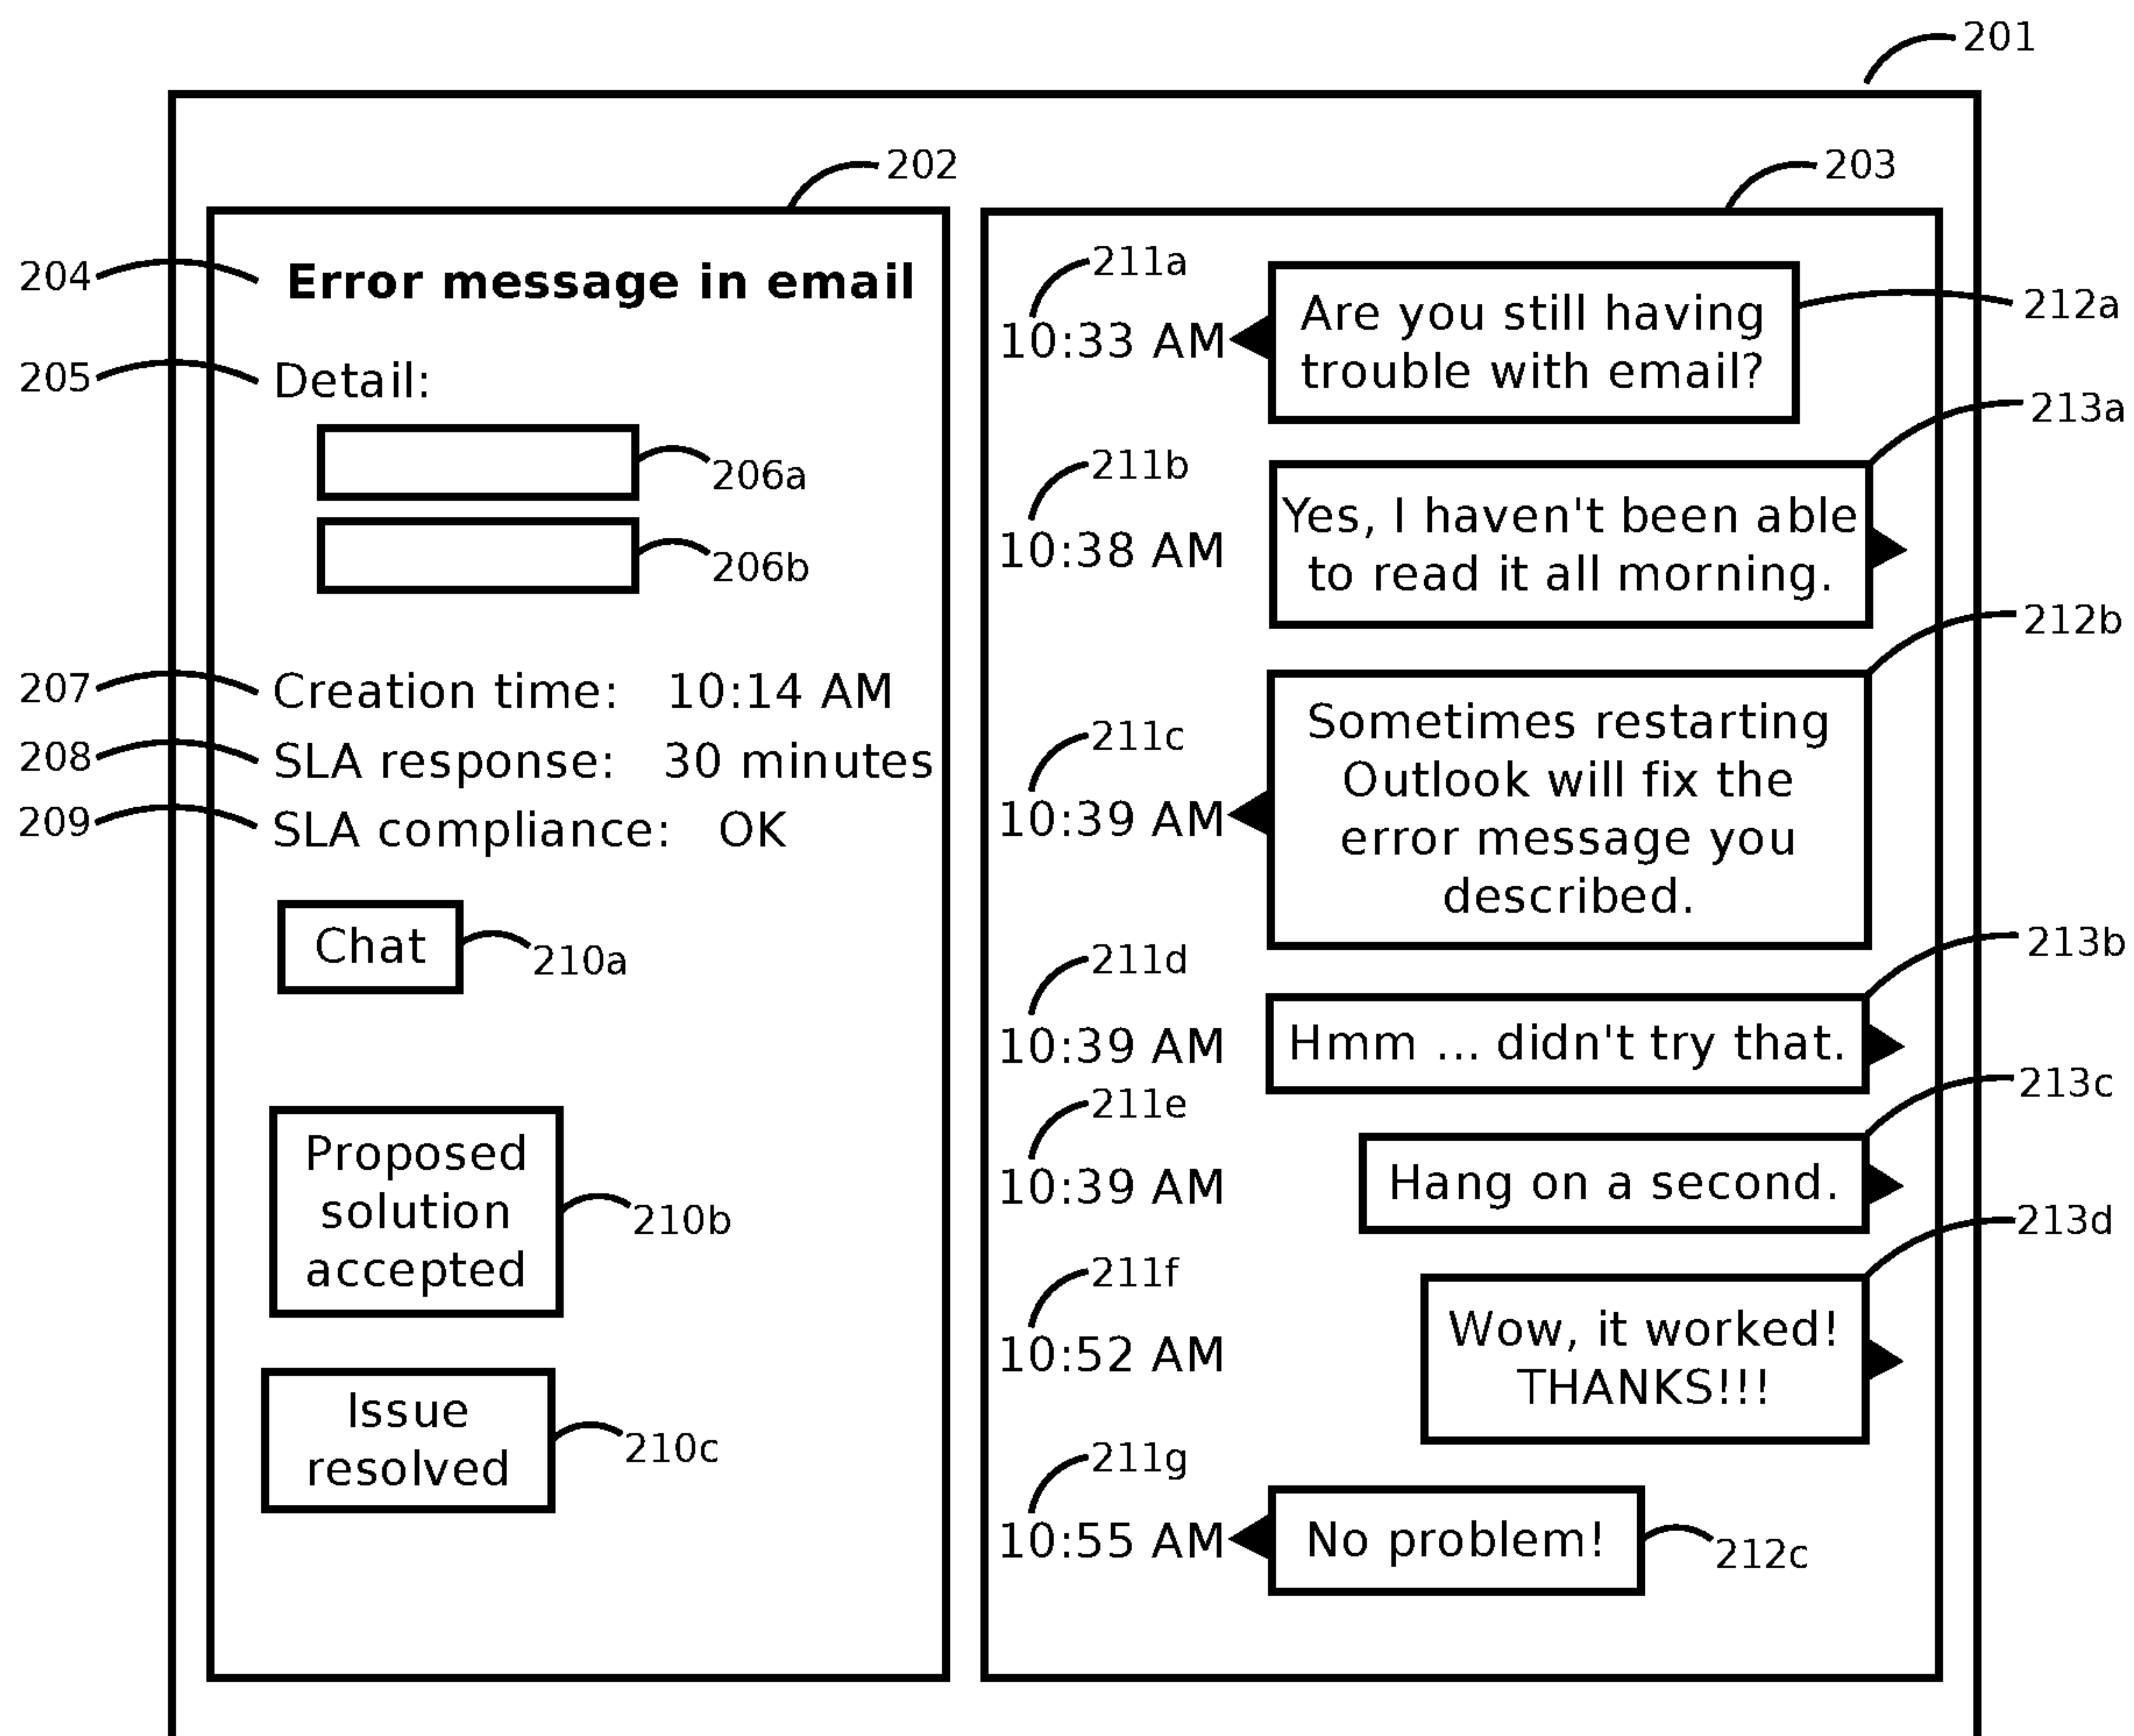 201
202
203
204
Error message in email
205
Detail:
206a
206b
207
Creation time: 10:14 AM
208
SLA response: 30 minutes
209
SLA compliance: OK
Chat
210a
Proposed
solution
accepted
210b
Issue
resolved
210c
211a
10:33 AM
Are you still having
trouble with email?
212a
211b
10:38 AM
Yes, I haven't been able
to read it all morning.
213a
211c
10:39 AM
Sometimes restarting
Outlook will fix the
error message you
described.
212b
211d
10:39 AM
Hmm ... didn't try that.
213b
211e
10:39 AM
Hang on a second.
213c
211f
10:52 AM
Wow, it worked!
THANKS!!!
213d
211g
10:55 AM
No problem!
212c